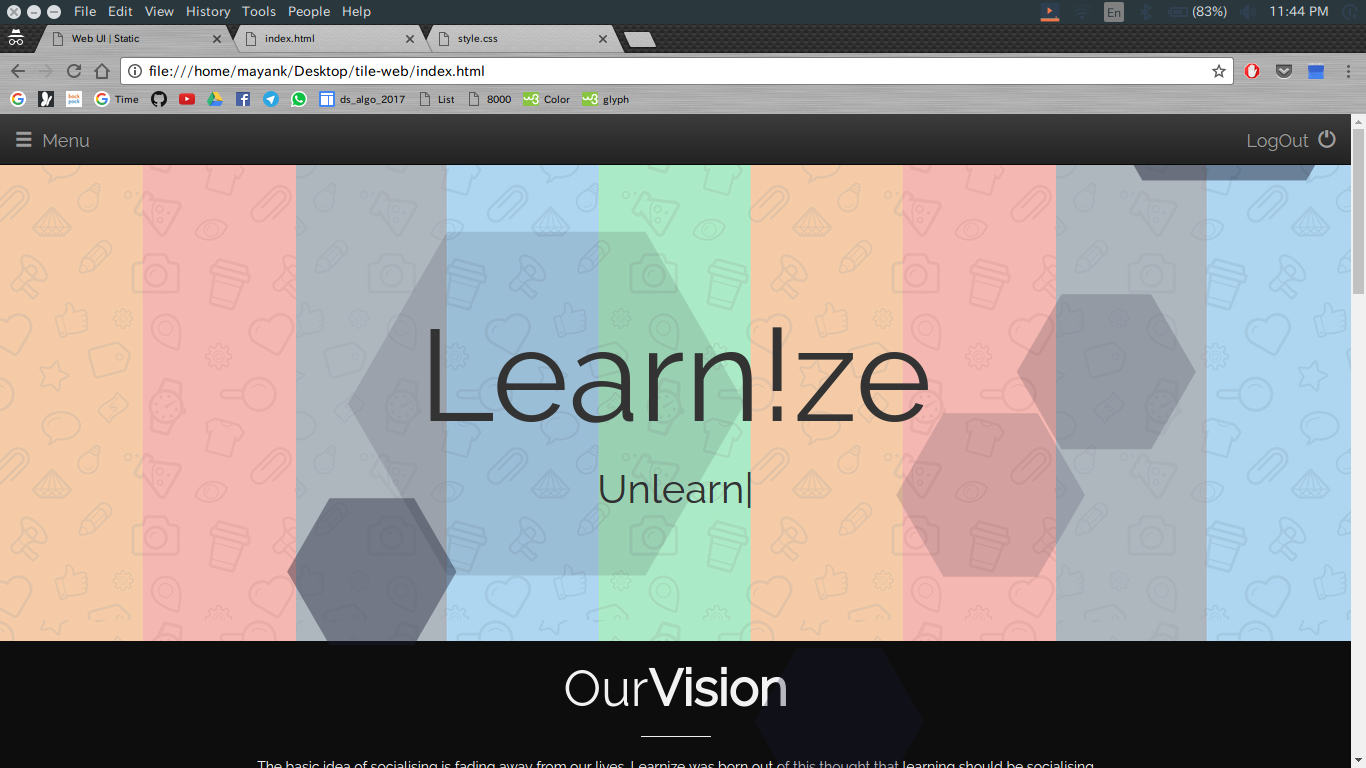 File Edit View History Tools People Help
En (83%) 11:44 PM
Web UI | Static index.html style.css
file:///home/mayank/Desktop/tile-web/index.html
Time ds_algo_2017 List 8000 Color glyph
Menu LogOut
Learn!ze
Unlearn|
OurVision
The basic idea of socialising is fading away from our lives. Learnize was born out of this thought that learning should be socialising